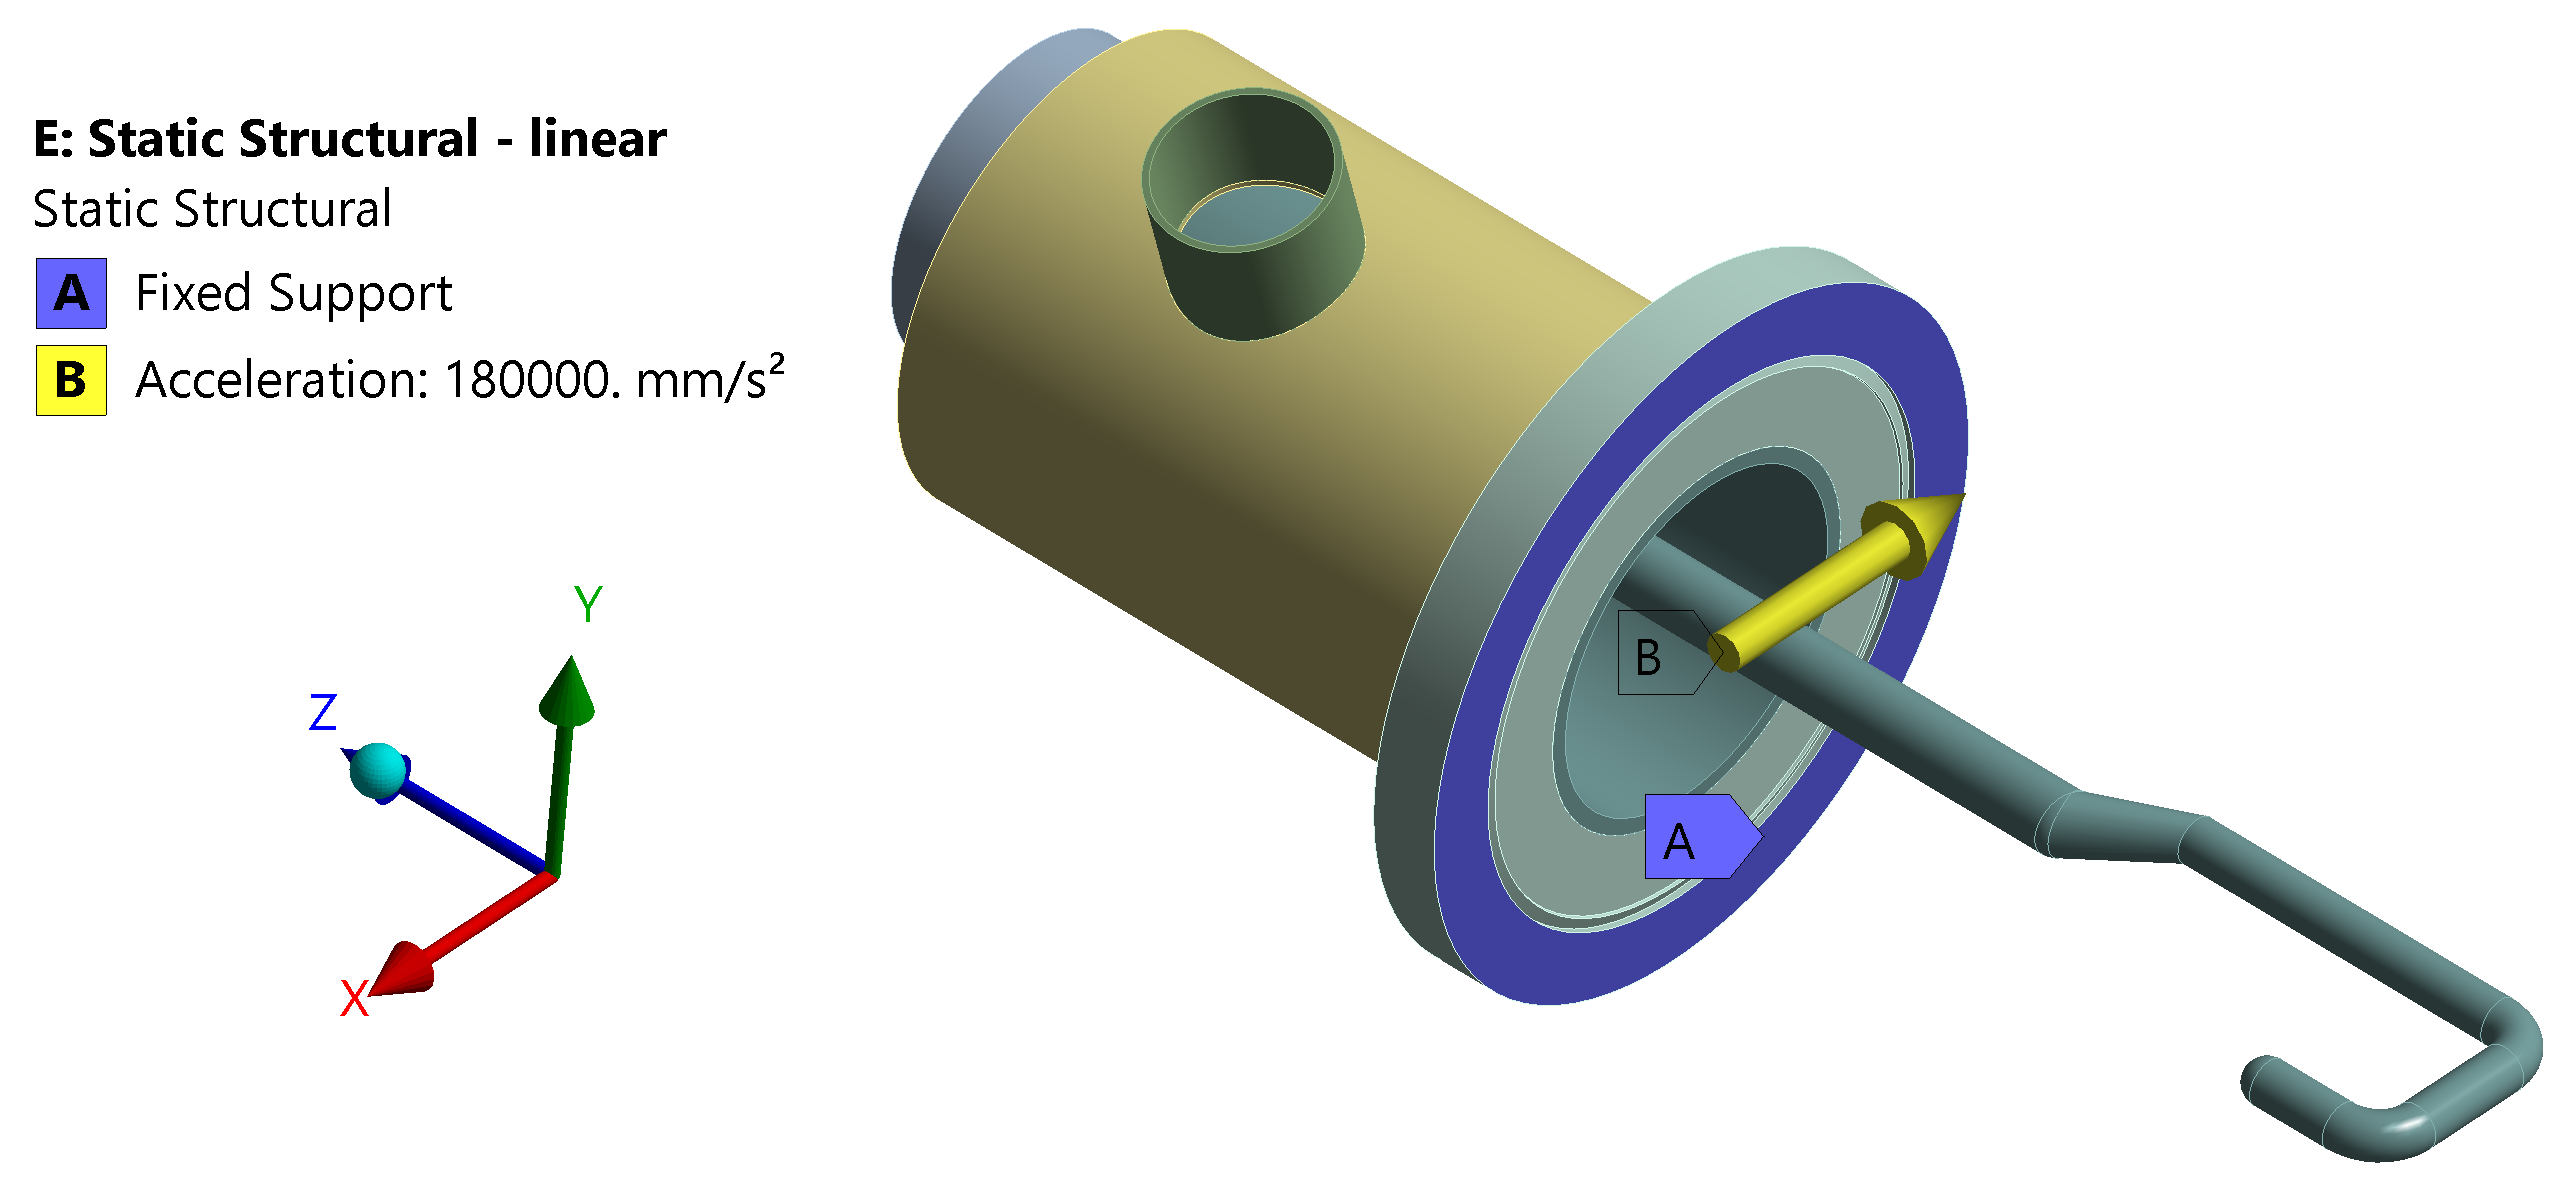 E: Static Structural - linear
Static Structural
A Fixed Support
B Acceleration: 180000. mm/s²
Y
Z
X
B
A